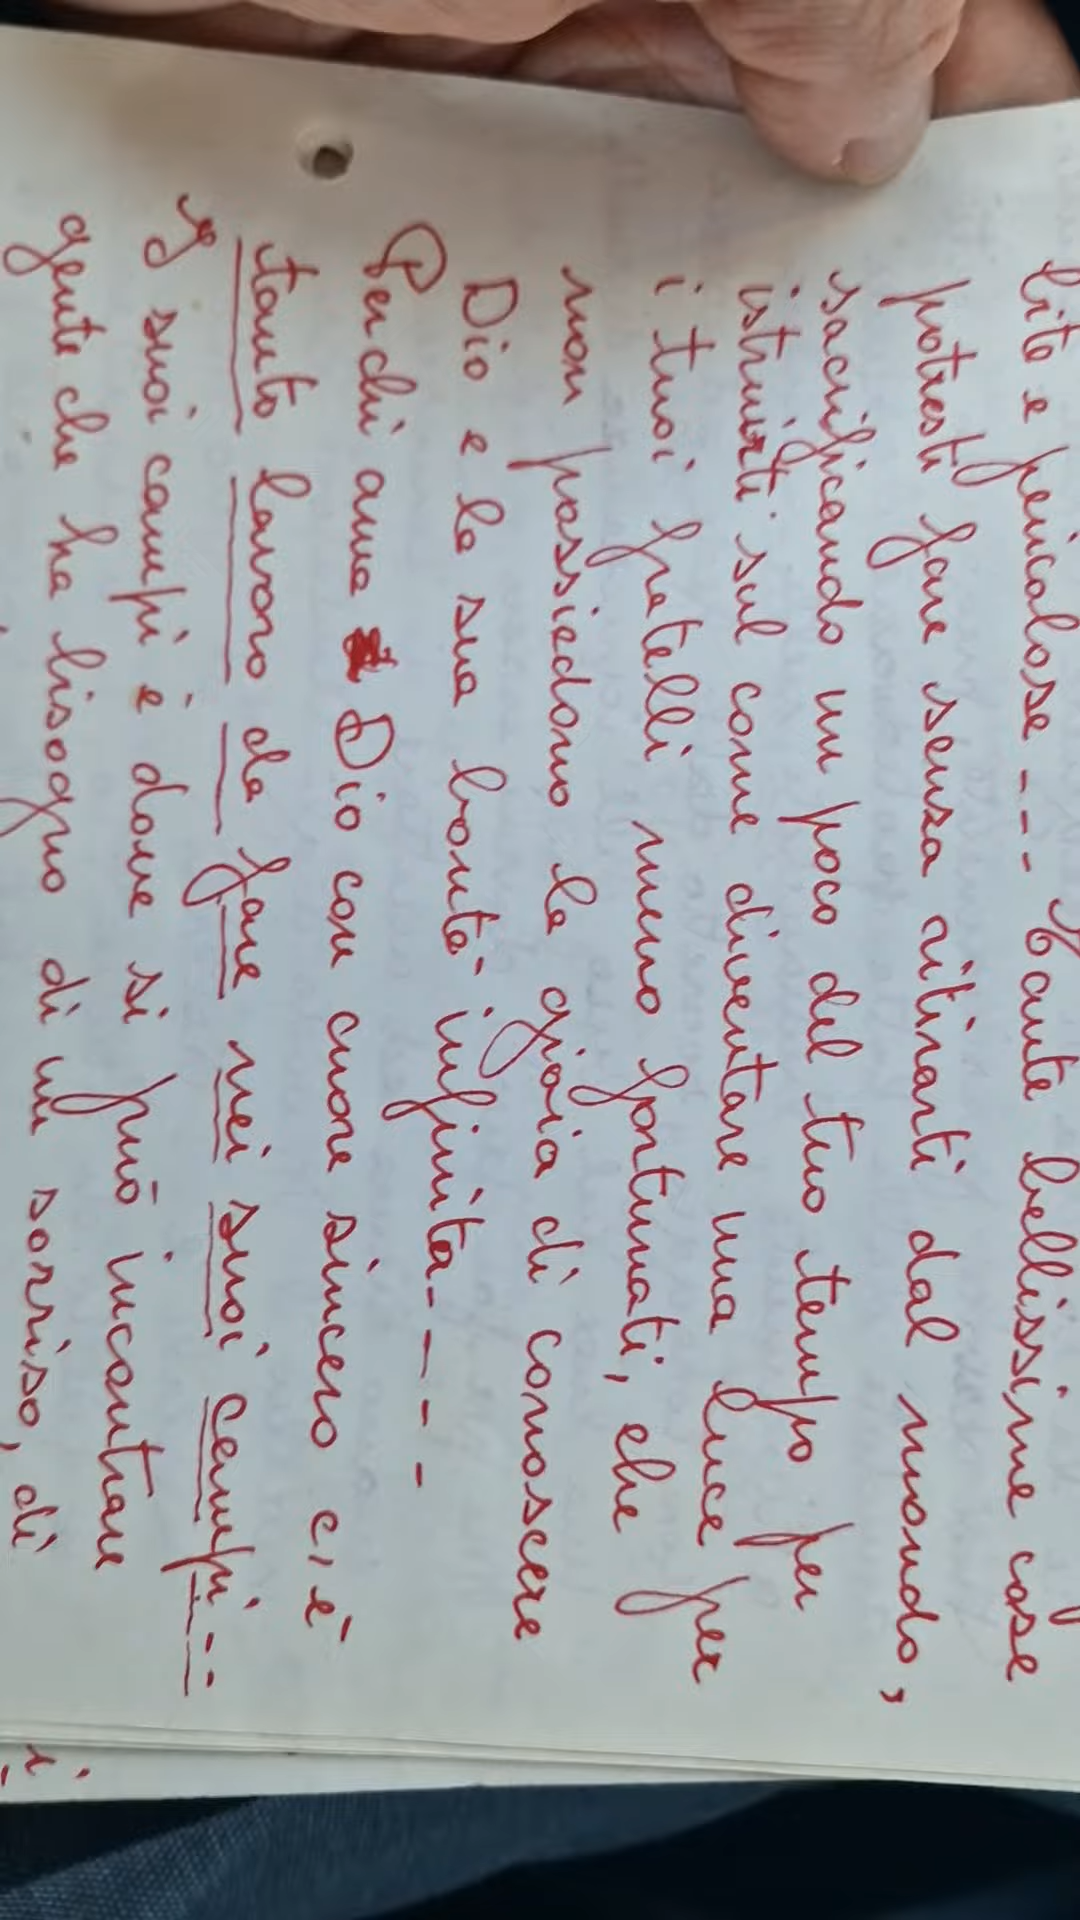 lite e pericolose --- Tante bellissime cose
potresti fare senza ritirarti dal mondo,
sacrificando un poco del tuo tempo per
istruirti sul come diventare una luce per
i tuoi fratelli meno fortunati, che
non possiedono la gioia di conoscere
Dio e la sua bontà infinita----
Per chi ama Dio con cuore sincero c'è
tanto lavoro da fare nei suoi campi---
I suoi campi è dove si può incontrare
gente che ha bisogno di un sorriso, di